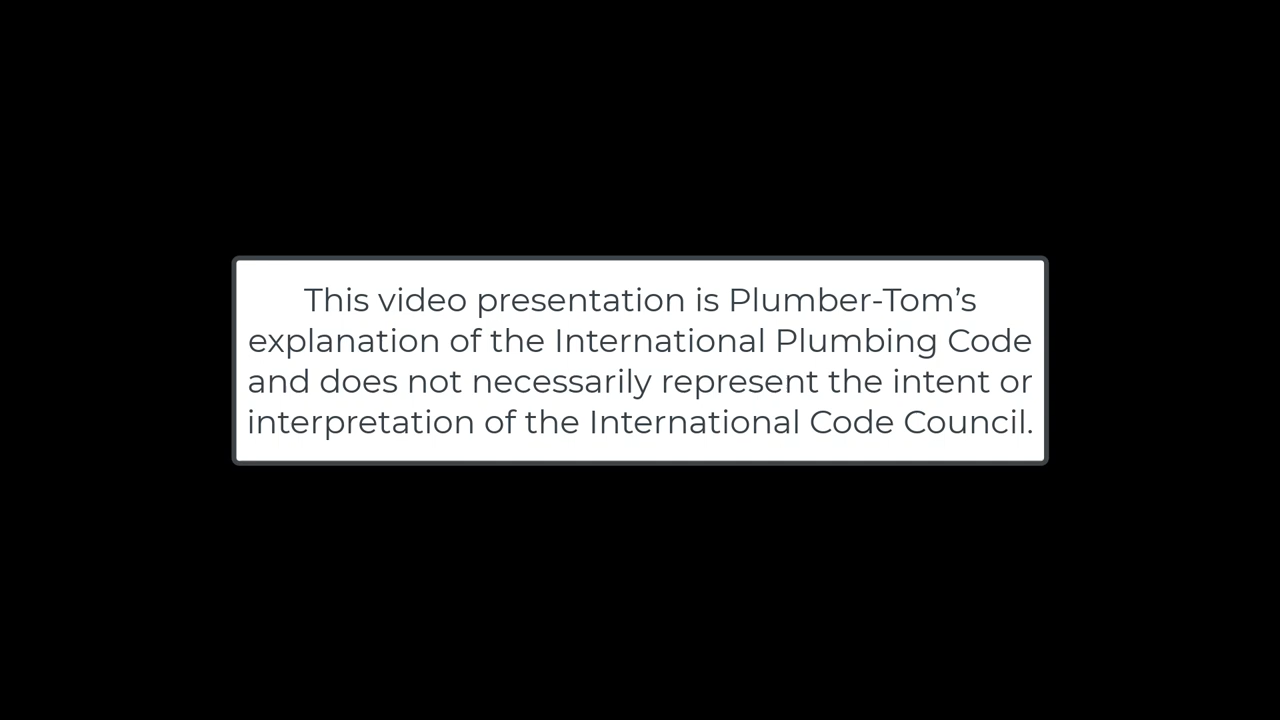 This video presentation is Plumber-Tom’s
explanation of the International Plumbing Code
and does not necessarily represent the intent or
interpretation of the International Code Council.